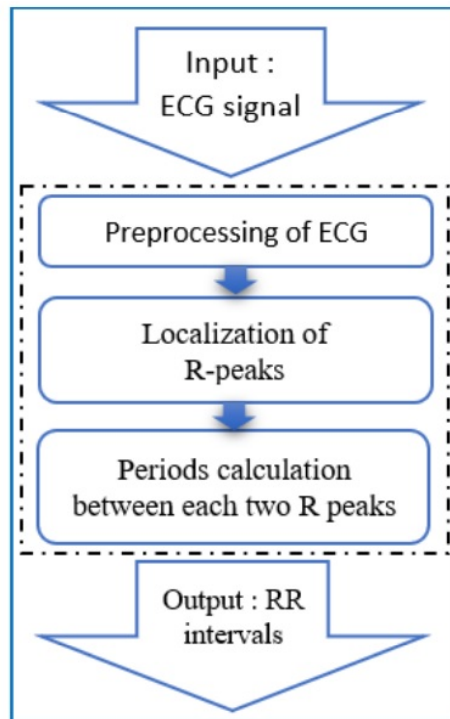 Input :
ECG signal
Preprocessing of ECG
Localization of
R-peaks
Periods calculation
between each two R peaks
Output : RR
intervals